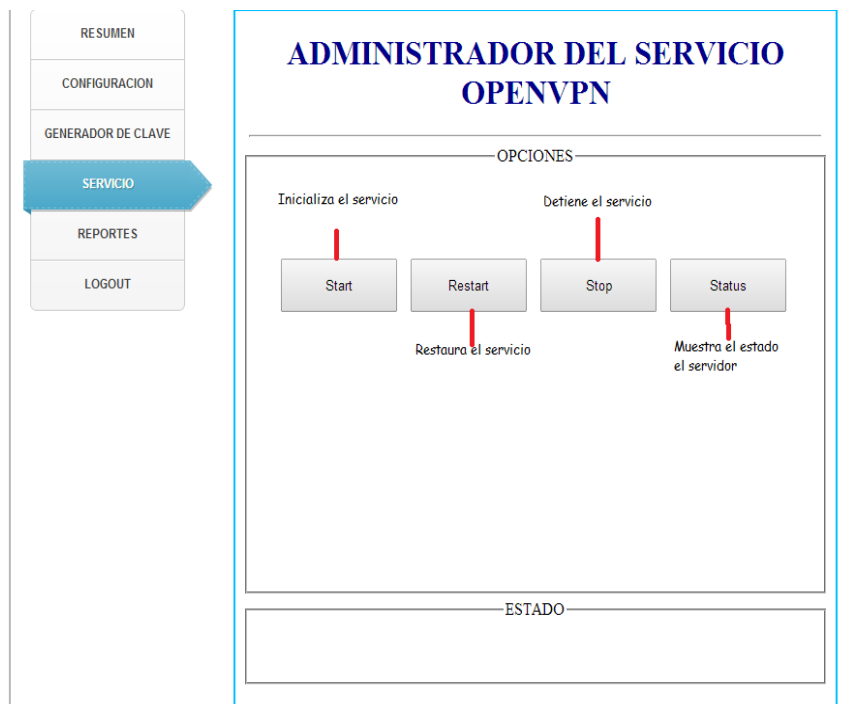 RESUMEN
CONFIGURACION
GENERADOR DE CLAVE
SERVICIO
REPORTES
LOGOUT
ADMINISTRADOR DEL SERVICIO
OPENVPN
OPCIONES
Inicializa el servicio
Detiene el servicio
Start
Restart
Stop
Status
Restaura el servicio
Muestra el estado
el servidor
ESTADO